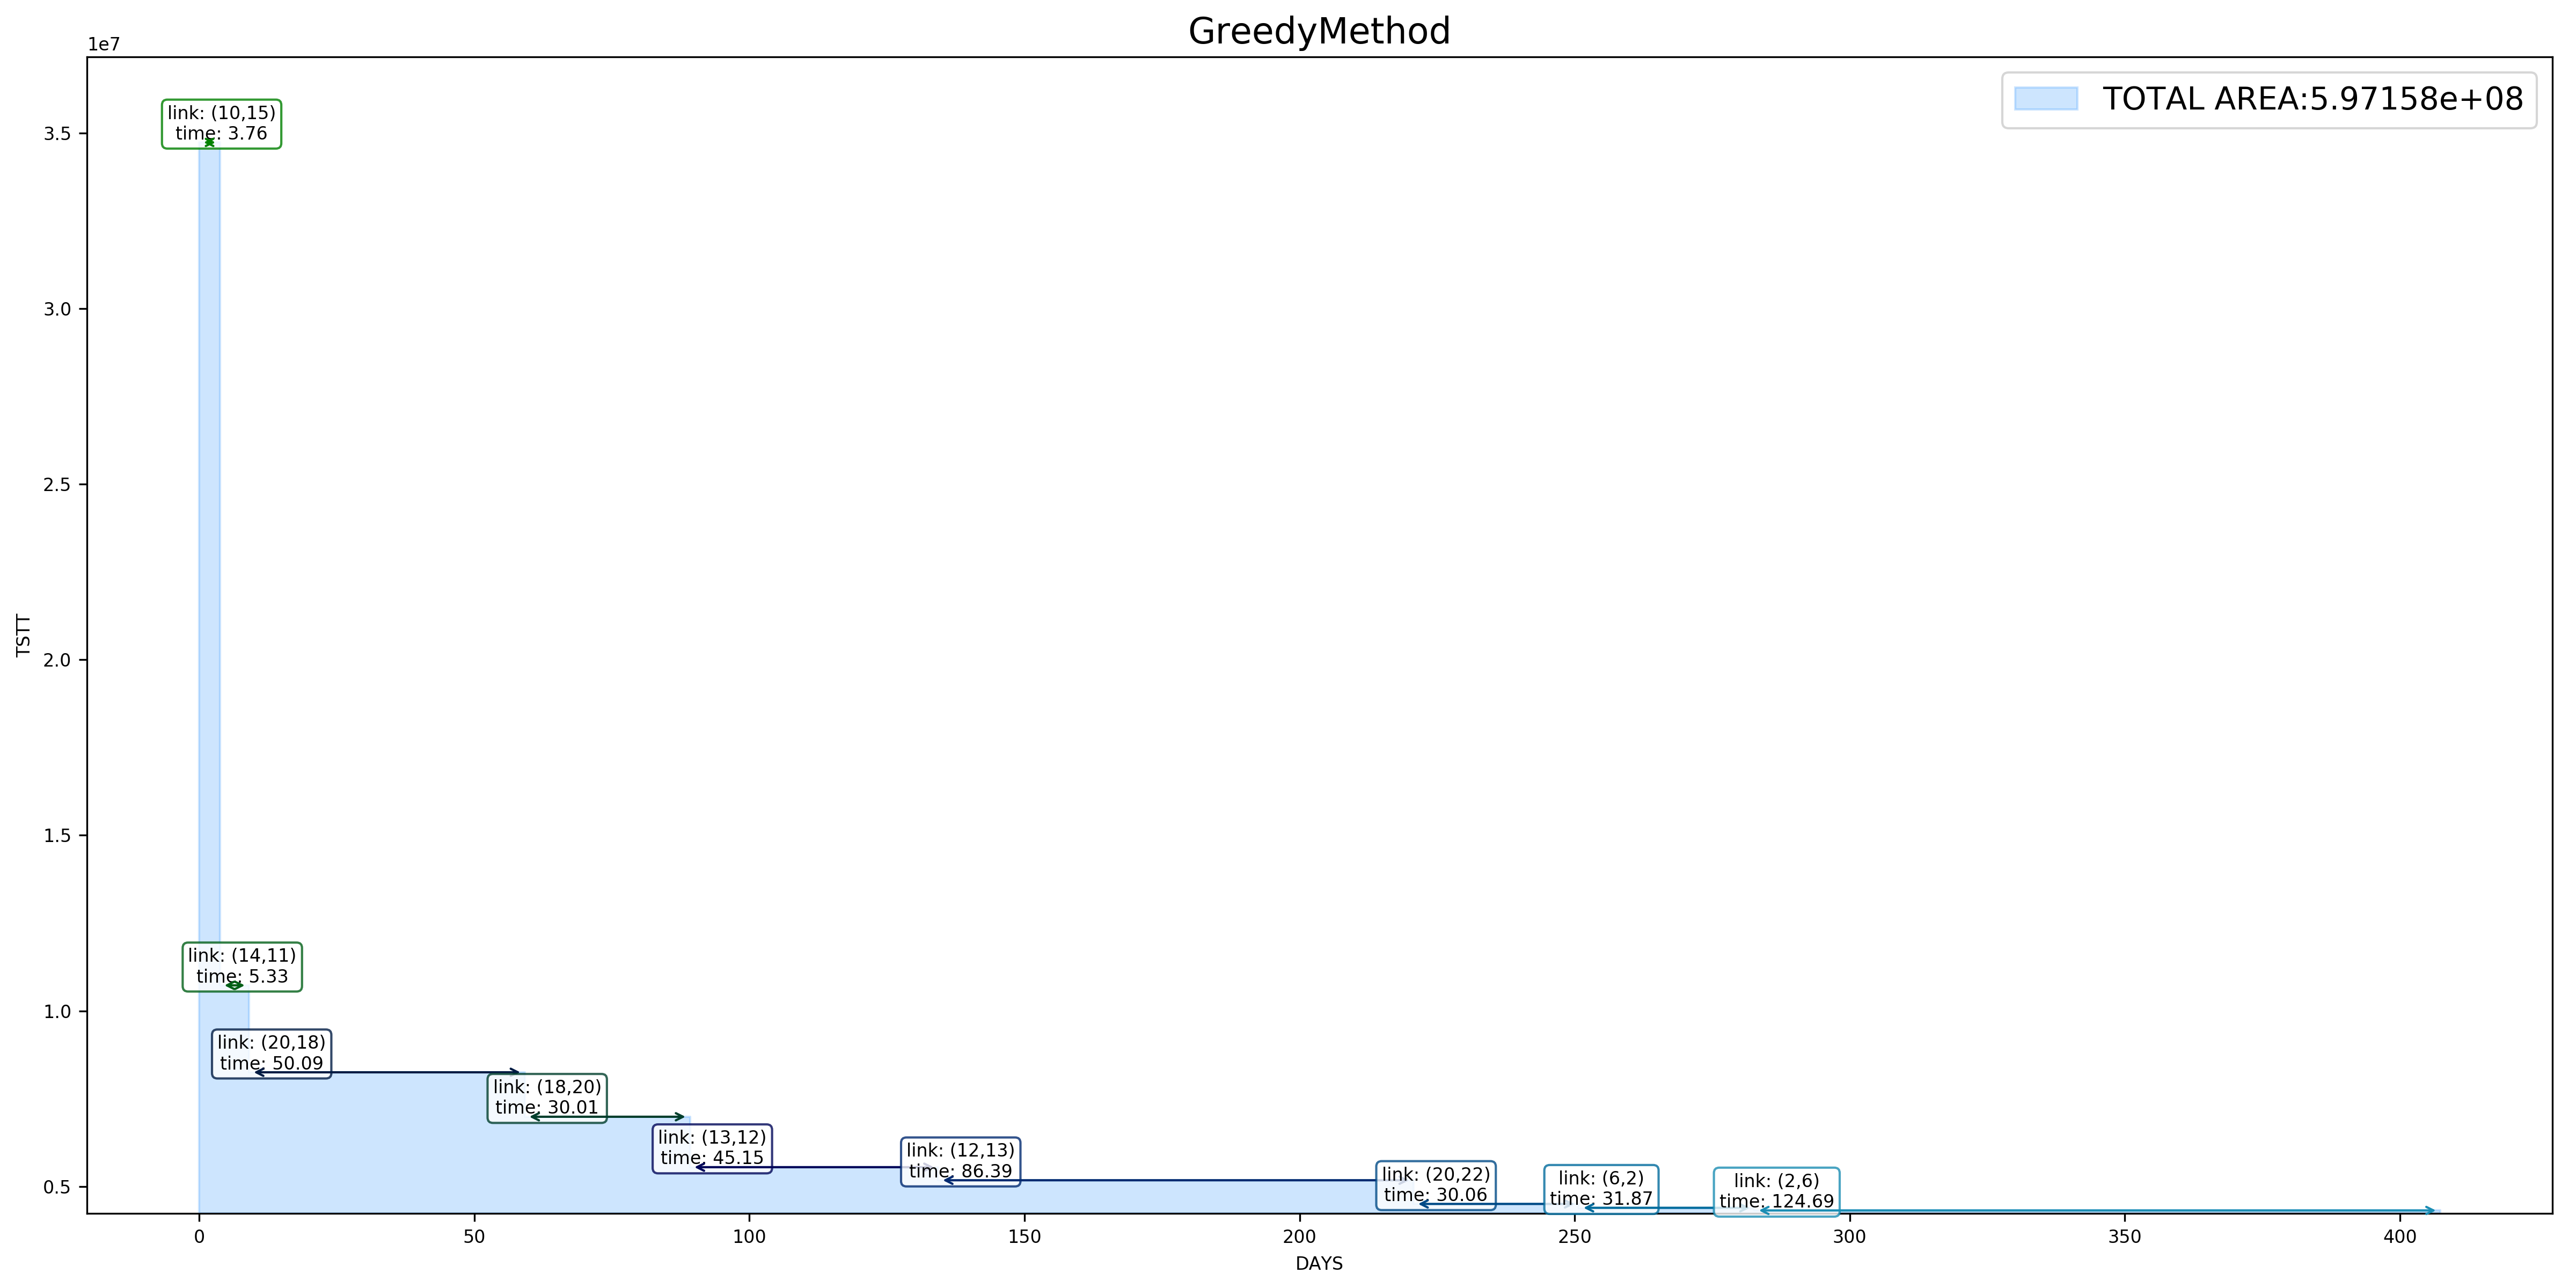 GreedyMethod
1e7
TOTAL AREA:5.97158e+08
link: (10,15)
time: 3.76
3.5
3.0
2.5
2.0
1.5
1.0
0.5
TSTT
link: (14,11)
time: 5.33
link: (20,18)
time: 50.09
link: (18,20)
time: 30.01
link: (13,12)
time: 45.15
link: (12,13)
time: 86.39
link: (20,22)
time: 30.06
link: (6,2)
time: 31.87
link: (2,6)
time: 124.69
0 50 100 150 200 250 300 350 400
DAYS